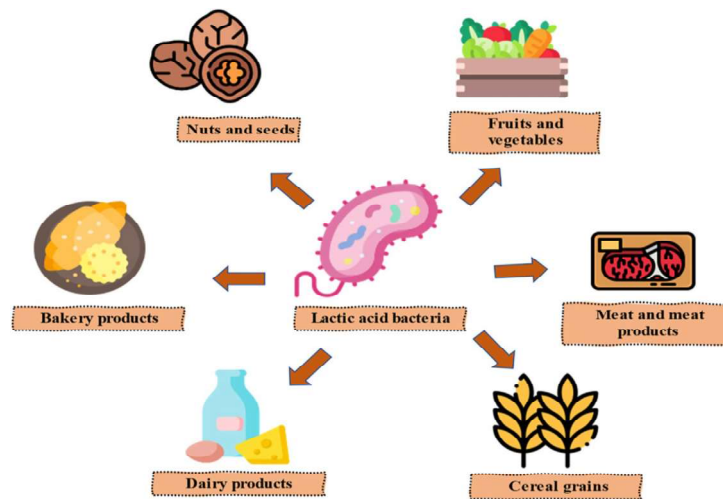 Nuts and seeds
Fruits and
vegetables
Bakery products
Lactic acid bacteria
Meat and meat
products
Dairy products
Cereal grains